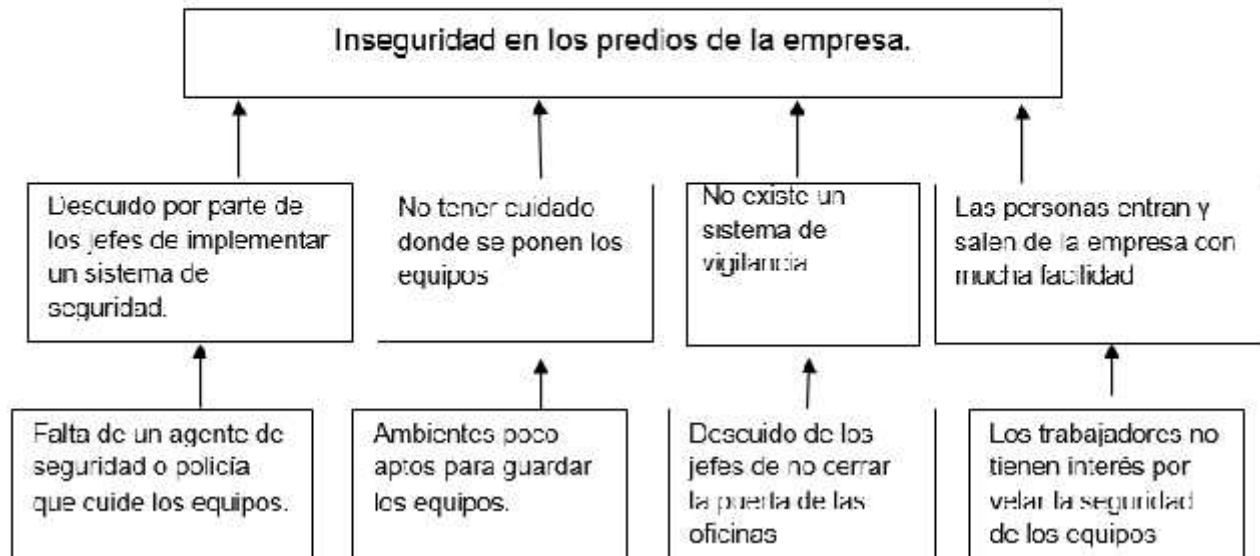 Inseguridad en los predios de la empresa.
Descuido por parte de
los jefes de implementar
un sistema de
seguridad.
No tener cuidado
donde se ponen los
equipos
No existe un
sistema de
vigilancia
Las personas entran y
salen de la empresa con
mucha facilidad
Falta de un agente de
seguridad o policía
que cuide los equipos.
Ambientes poco
aptos para guardar
los equipos.
Descuido de los
jefes de no cerrar
la puerta de las
oficinas
Los trabajadores no
tienen interés por
velar la seguridad
de los equipos